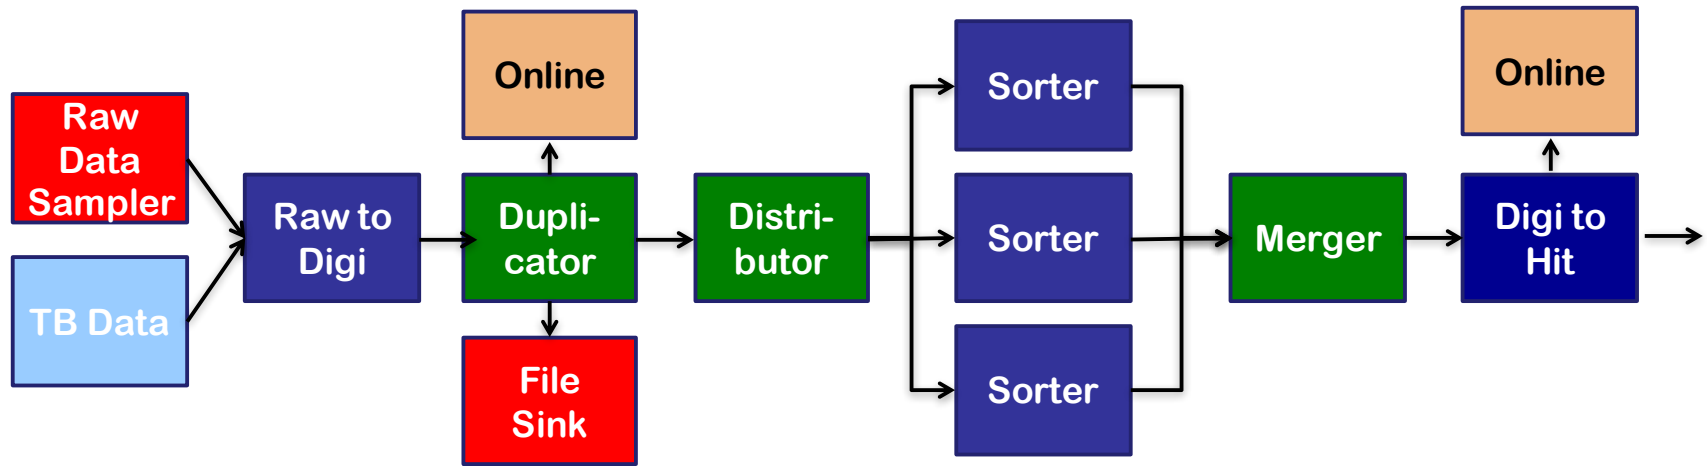 Raw
Data
Sampler
TB Data
Raw to
Digi
Online
Dupli-
cator
File
Sink
Distri-
butor
Sorter
Sorter
Sorter
Merger
Online
Digi to
Hit